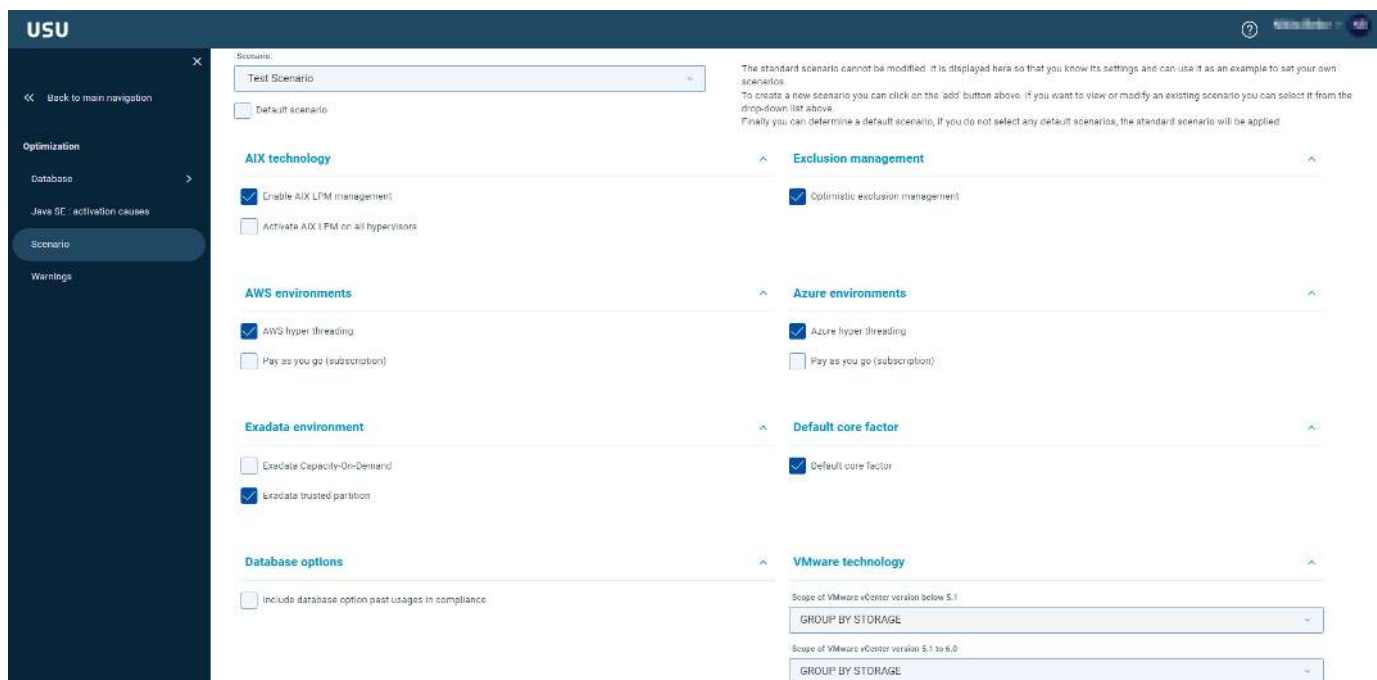 USU
Back to main navigation
Optimization
Database
Java SE : activation causes
Scenario
Warnings
Scenario:
Test Scenario
Default scenario
The standard scenario cannot be modified. It is displayed here so that you know its settings and can use it as an example to set your own
scenarios.
To create a new scenario you can click on the 'add' button above. If you want to view or modify an existing scenario you can select it from the
drop-down list above.
Finally you can determine a default scenario, if you do not select any default scenarios, the standard scenario will be applied.
AIX technology
Enable AIX LPM management
Activate AIX LPM on all hypervisors
Exclusion management
Optimistic exclusion management
AWS environments
AWS hyper threading
Pay as you go (subscription)
Azure environments
Azure hyper threading
Pay as you go (subscription)
Exadata environment
Exadata Capacity-On-Demand
Exadata trusted partition
Default core factor
Default core factor
Database options
Include database option past usages in compliance
VMware technology
Scope of VMware vCenter version below 5.1
GROUP BY STORAGE
Scope of VMware vCenter version 5.1 to 6.0
GROUP BY STORAGE